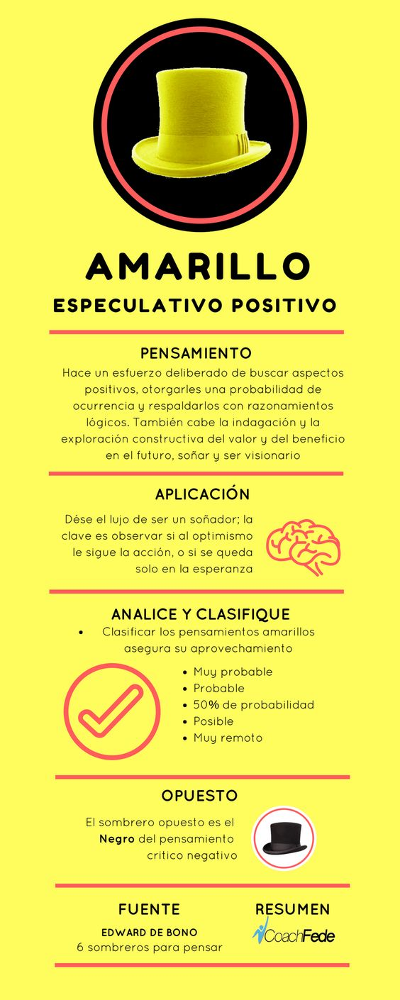 AMARILLO
ESPECULATIVO POSITIVO
PENSAMIENTO
Hace un esfuerzo deliberado de buscar aspectos
positivos, otorgarles una probabilidad de
ocurrencia y respaldarlos con razonamientos
lógicos. También cabe la indagación y la
exploración constructiva del valor y del beneficio
en el futuro, soñar y ser visionario
APLICACIÓN
Dése el lujo de ser un soñador; la
clave es observar si al optimismo
le sigue la acción, o si se queda
solo en la esperanza
ANALICE Y CLASIFIQUE
• Clasificar los pensamientos amarillos
asegura su aprovechamiento
• Muy probable
• Probable
• 50% de probabilidad
• Posible
• Muy remoto
OPUESTO
El sombrero opuesto es el
Negro del pensamiento
critico negativo
FUENTE
EDWARD DE BONO
6 sombreros para pensar
RESUMEN
CoachFede